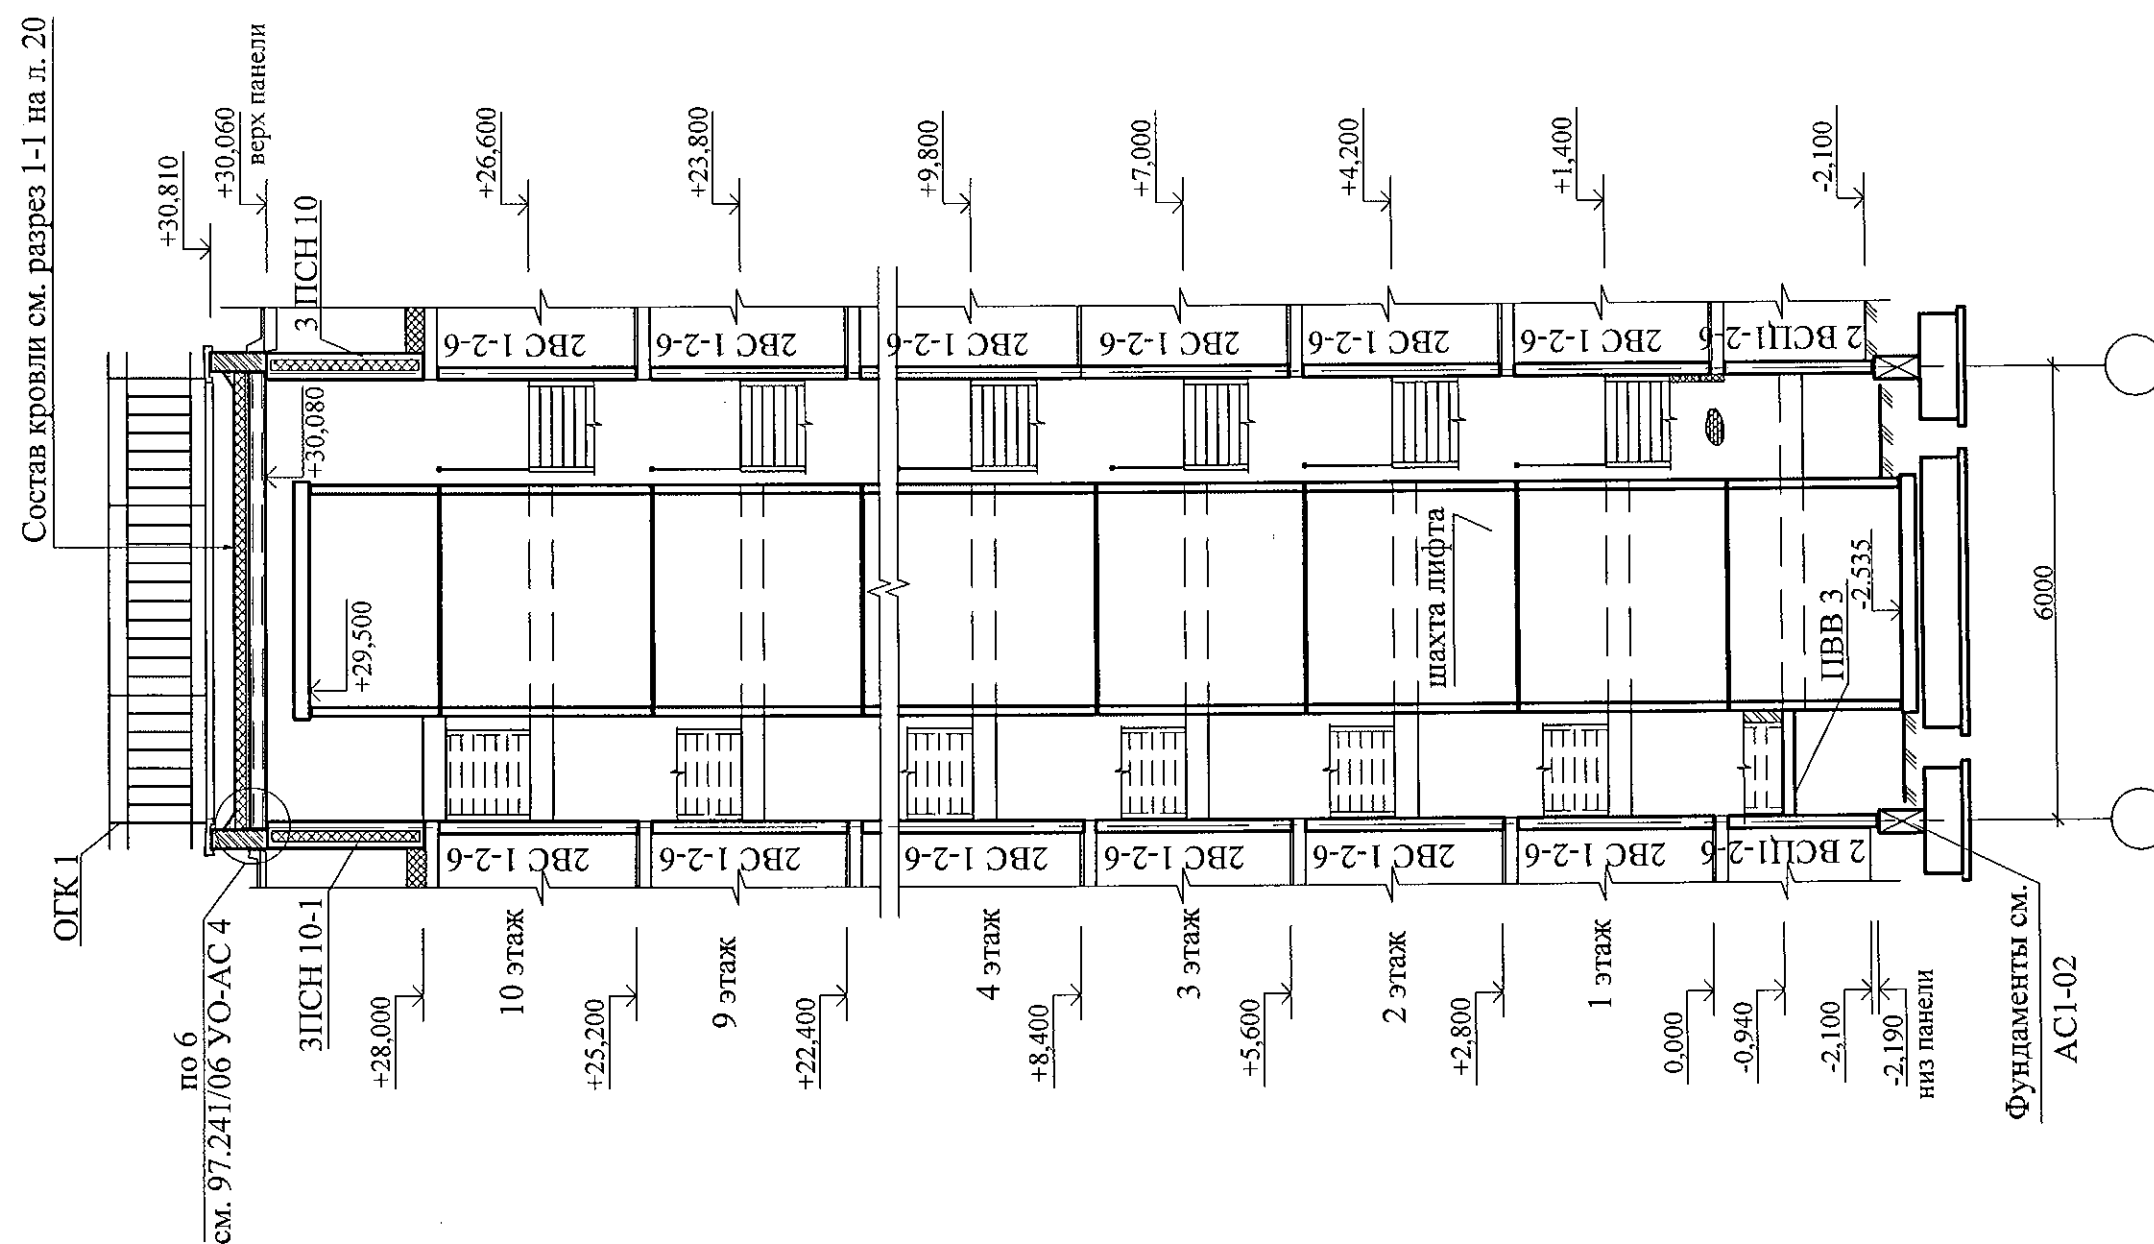 Состав кровли см. разрез 1-1 на л. 20
+30,810
+30,060
верх панели
+26,600
+23,800
+9,800
+7,000
+4,200
+1,400
-2,100
3 ПСН 10
2ВС 1-2-6
2ВС 1-2-6
2ВС 1-2-6
2ВС 1-2-6
2ВС 1-2-6
2ВС 1-2-6
2 ВСЦ1-2-6
+30,080
+29,500
шахта лифта
ПВВ 3
-2.535
6000
ОГК 1
по 6
см. 97.241/06 УО-АС 4
3ПСН 10-1
2ВС 1-2-6
2ВС 1-2-6
2ВС 1-2-6
2ВС 1-2-6
2ВС 1-2-6
2ВС 1-2-6
2 ВСЦ1-2-6
10 этаж
9 этаж
4 этаж
3 этаж
2 этаж
1 этаж
+28,000
+25,200
+22,400
+8,400
+5,600
+2,800
0,000
-0,940
-2,100
-2,190
низ панели
Фундаменты см.
АС1-02